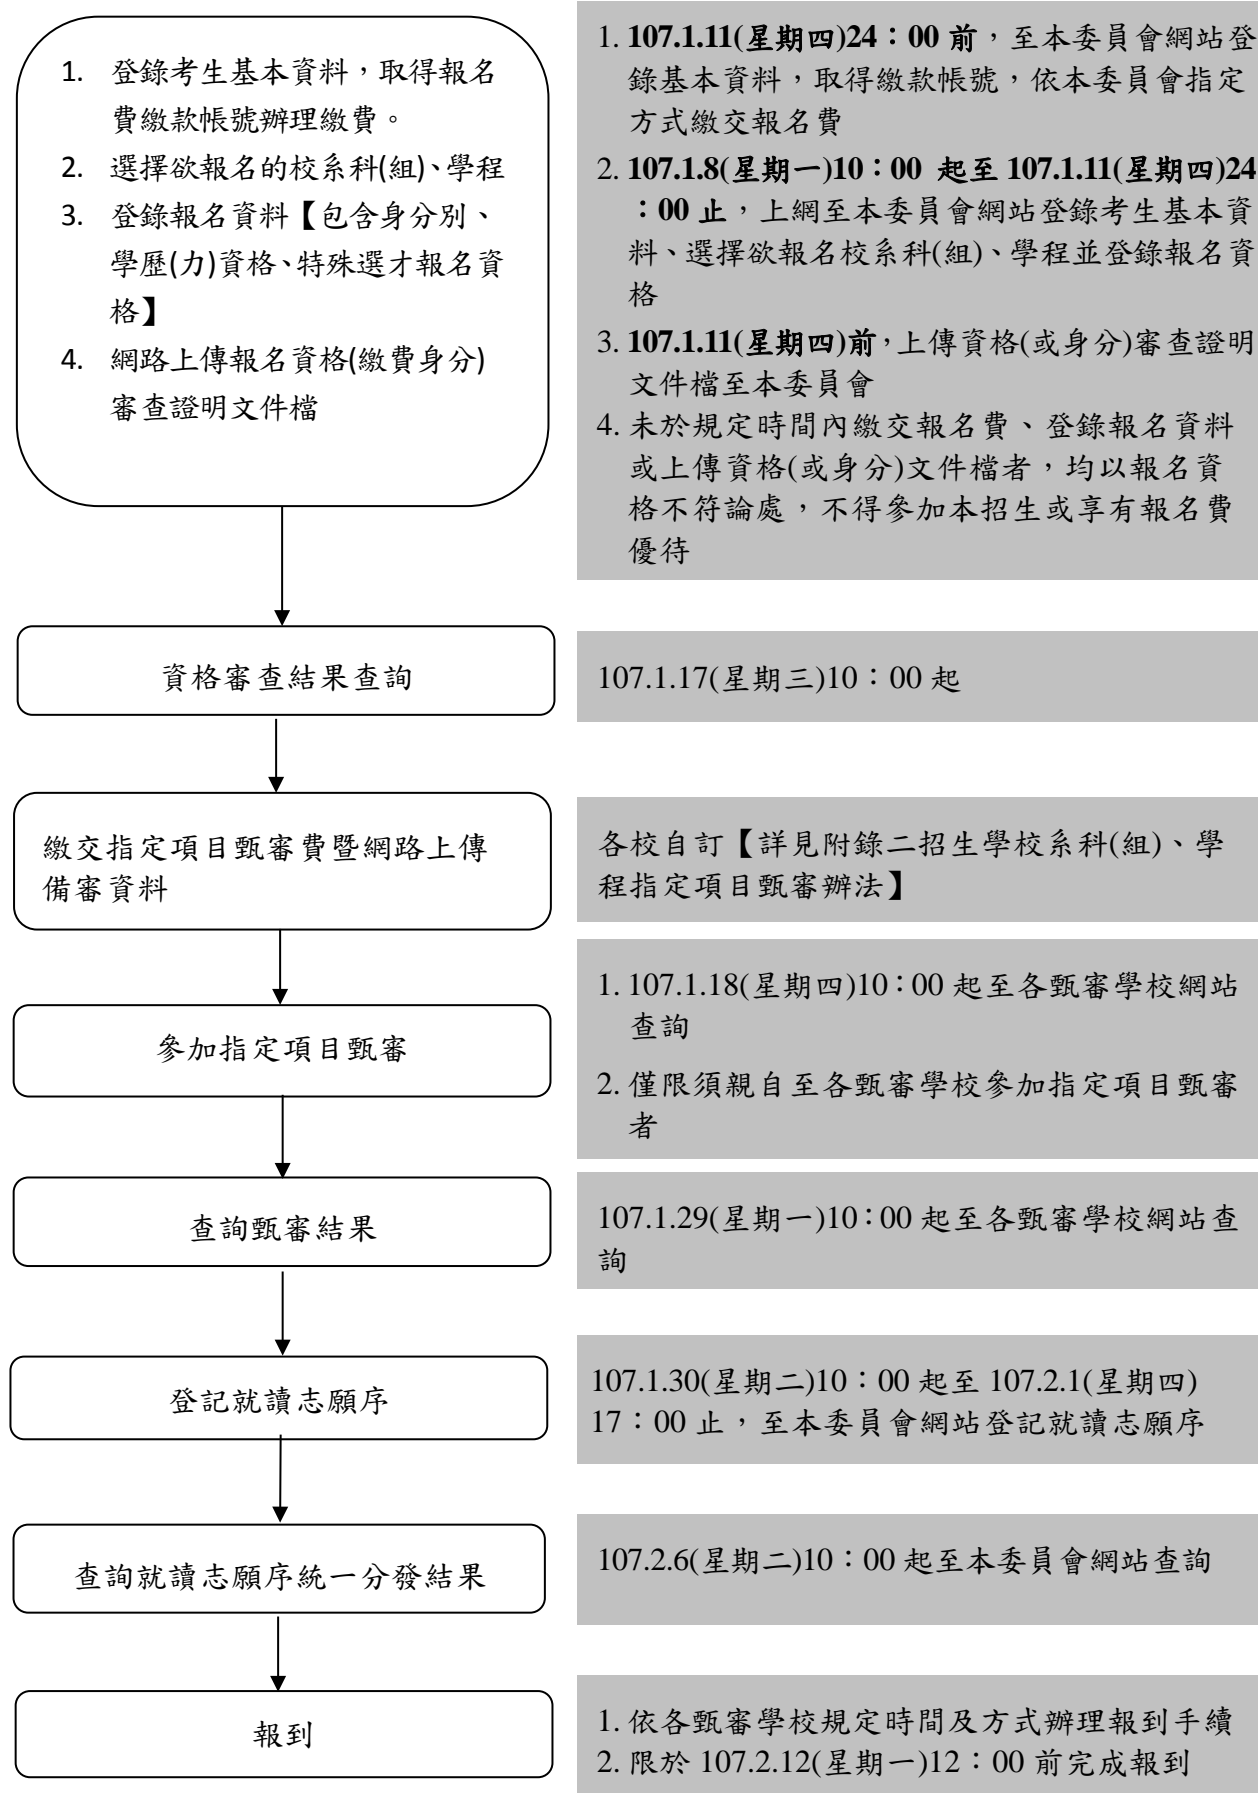 1. 登錄考生基本資料，取得報名
費繳款帳號辦理繳費。
2. 選擇欲報名的校系科(組)、學程
3. 登錄報名資料【包含身分別、
學歷(力)資格、特殊選才報名資
格】
4. 網路上傳報名資格(繳費身分)
審查證明文件檔
1. 107.1.11(星期四)24：00 前，至本委員會網站登
錄基本資料，取得繳款帳號，依本委員會指定
方式繳交報名費
2. 107.1.8(星期一)10：00 起至 107.1.11(星期四)24
：00 止，上網至本委員會網站登錄考生基本資
料、選擇欲報名校系科(組)、學程並登錄報名資
格
3. 107.1.11(星期四)前，上傳資格(或身分)審查證明
文件檔至本委員會
4. 未於規定時間內繳交報名費、登錄報名資料
或上傳資格(或身分)文件檔者，均以報名資
格不符論處，不得參加本招生或享有報名費
優待
資格審查結果查詢
107.1.17(星期三)10：00 起
繳交指定項目甄審費暨網路上傳
備審資料
各校自訂【詳見附錄二招生學校系科(組)、學
程指定項目甄審辦法】
參加指定項目甄審
1. 107.1.18(星期四)10：00 起至各甄審學校網站
查詢
2. 僅限須親自至各甄審學校參加指定項目甄審
者
查詢甄審結果
107.1.29(星期一)10：00 起至各甄審學校網站查
詢
登記就讀志願序
107.1.30(星期二)10：00 起至 107.2.1(星期四)
17：00 止，至本委員會網站登記就讀志願序
查詢就讀志願序統一分發結果
107.2.6(星期二)10：00 起至本委員會網站查詢
報到
1. 依各甄審學校規定時間及方式辦理報到手續
2. 限於 107.2.12(星期一)12：00 前完成報到